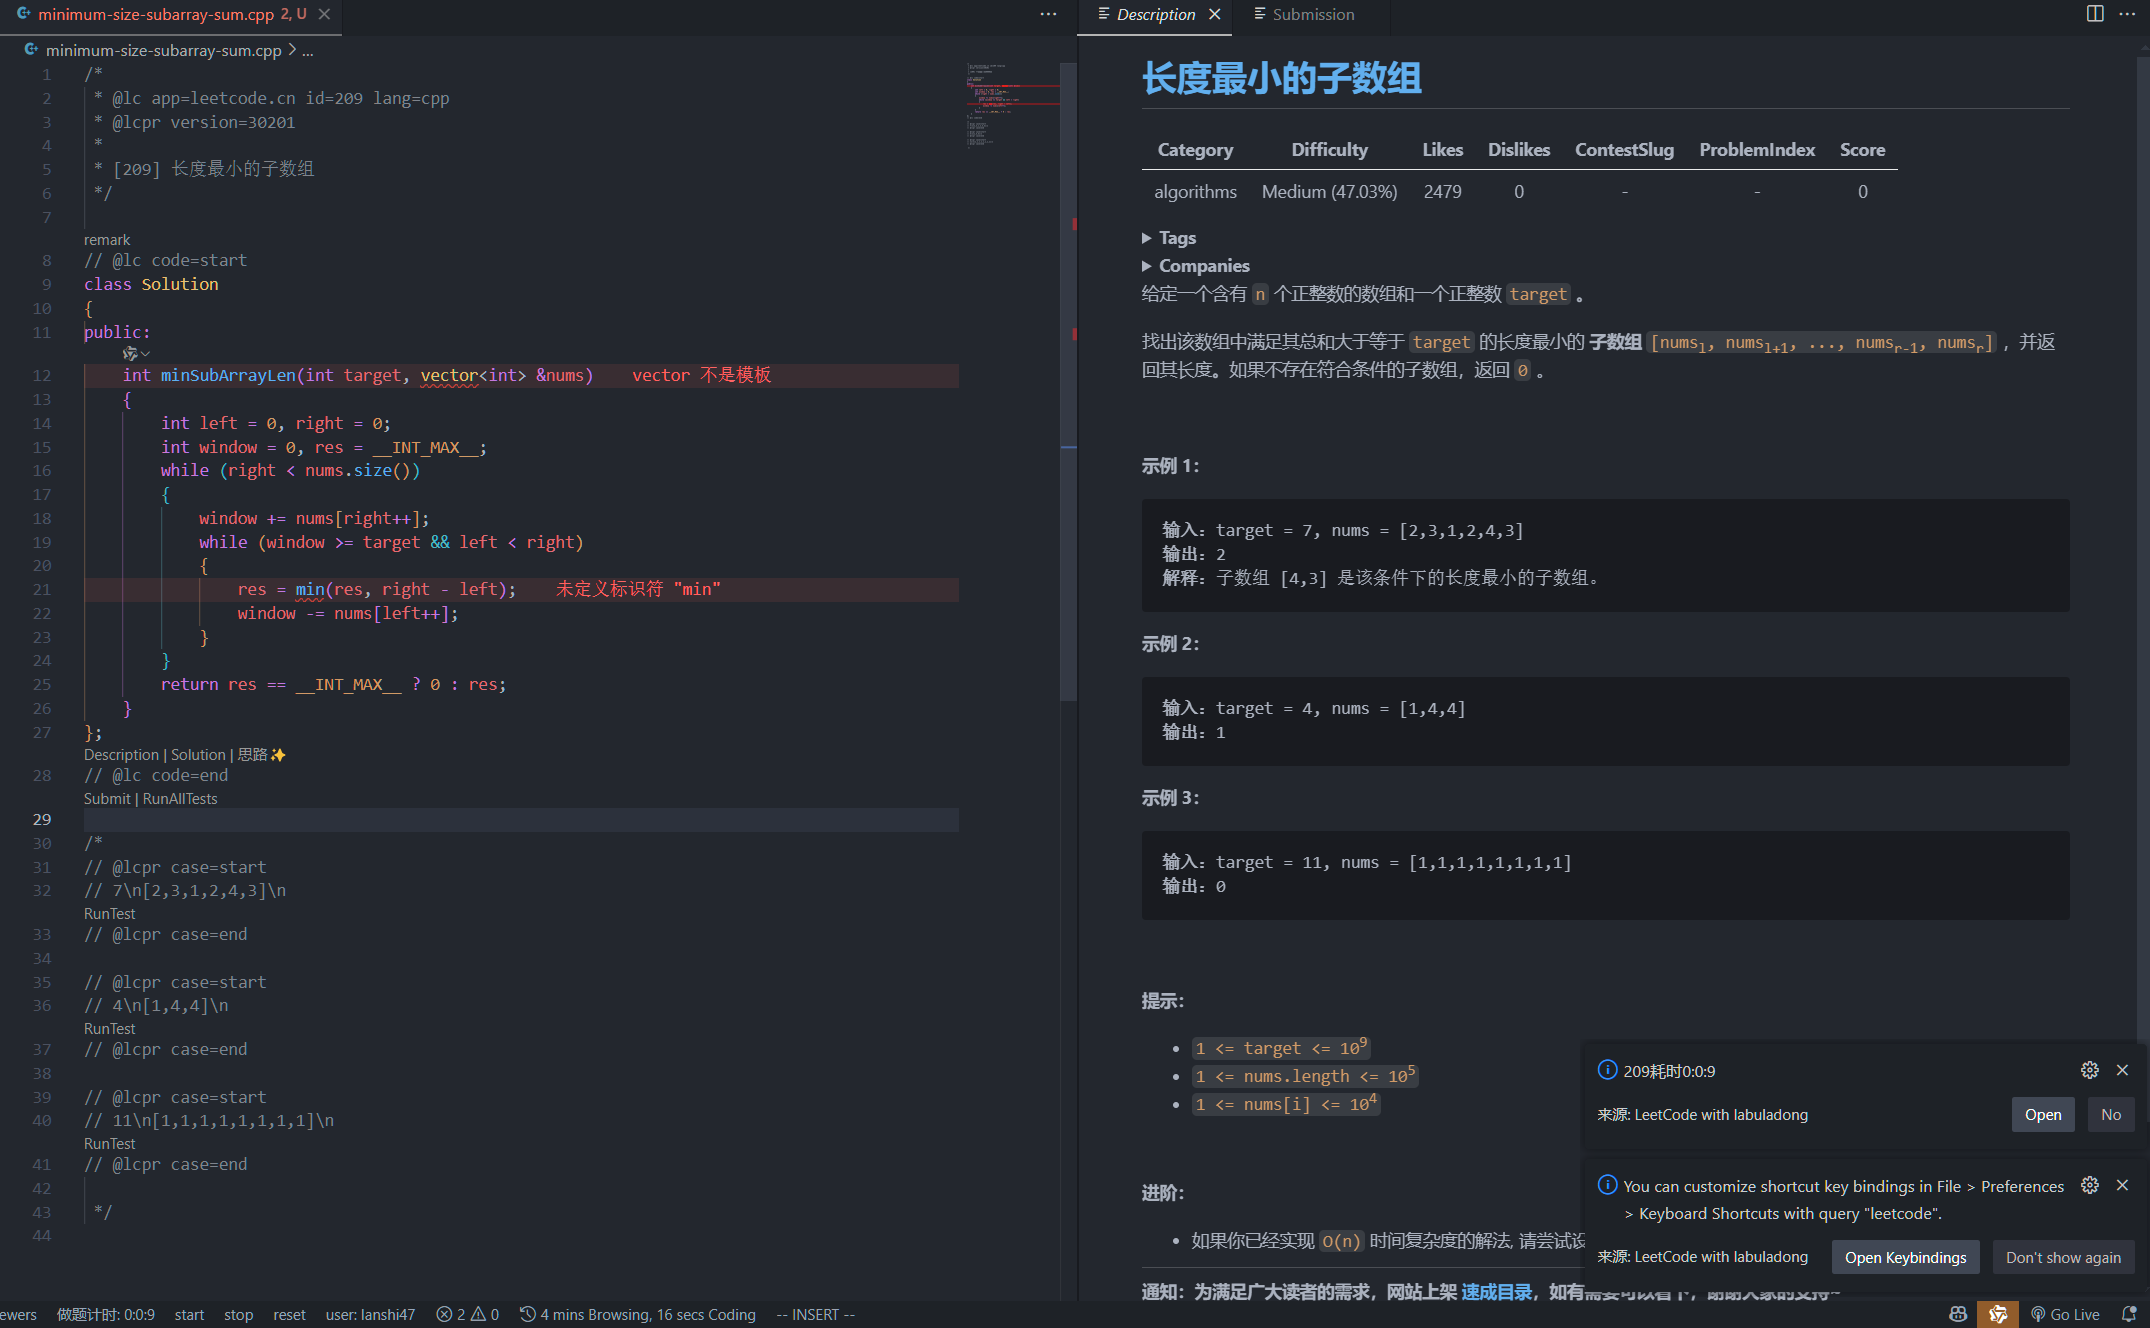 minimum-size-subarray-sum.cpp 2, U
minimum-size-subarray-sum.cpp > ...
1 /*
2 * @lc app=leetcode.cn id=209 lang=cpp
3 * @lcpr version=30201
4 *
5 * [209] 长度最小的子数组
6 */
7
remark
8 // @lc code=start
9 class Solution
10 {
11 public:
12 int minSubArrayLen(int target, vector<int> &nums) vector 不是模板
13 {
14 int left = 0, right = 0;
15 int window = 0, res = __INT_MAX__;
16 while (right < nums.size())
17 {
18 window += nums[right++];
19 while (window >= target && left < right)
20 {
21 res = min(res, right - left); 未定义标识符 "min"
22 window -= nums[left++];
23 }
24 }
25 return res == __INT_MAX__ ? 0 : res;
26 }
27 };
Description | Solution | 思路✨
28 // @lc code=end
Submit | RunAllTests
29
30 /*
31 // @lcpr case=start
32 // 7\n[2,3,1,2,4,3]\n
RunTest
33 // @lcpr case=end
34
35 // @lcpr case=start
36 // 4\n[1,4,4]\n
RunTest
37 // @lcpr case=end
38
39 // @lcpr case=start
40 // 11\n[1,1,1,1,1,1,1,1]\n
RunTest
41 // @lcpr case=end
42
43 */
44
Description
Submission
长度最小的子数组
Category Difficulty Likes Dislikes ContestSlug ProblemIndex Score
algorithms Medium (47.03%) 2479 0 - - 0
Tags
Companies
给定一个含有 n 个正整数的数组和一个正整数 target 。
找出该数组中满足其总和大于等于 target 的长度最小的 子数组 [numsl, numsl+1, ..., numsr-1, numsr] ，并返
回其长度。如果不存在符合条件的子数组，返回 0 。
示例 1：
输入：target = 7, nums = [2,3,1,2,4,3]
输出：2
解释：子数组 [4,3] 是该条件下的长度最小的子数组。
示例 2：
输入：target = 4, nums = [1,4,4]
输出：1
示例 3：
输入：target = 11, nums = [1,1,1,1,1,1,1,1]
输出：0
提示：
1 <= target <= 10⁹
1 <= nums.length <= 10⁵
1 <= nums[i] <= 10⁴
进阶：
如果你已经实现 O(n) 时间复杂度的解法, 请尝试设
通知：为满足广大读者的需求，网站上架 速成目录，如有需要可以看下，谢谢大家的支持~
209耗时0:0:9
来源: LeetCode with labuladong
Open
No
You can customize shortcut key bindings in File > Preferences
> Keyboard Shortcuts with query "leetcode".
来源: LeetCode with labuladong
Open Keybindings
Don't show again
ewers 做题计时: 0:0:9 start stop reset user: lanshi47 2 0 4 mins Browsing, 16 secs Coding -- INSERT --
Go Live